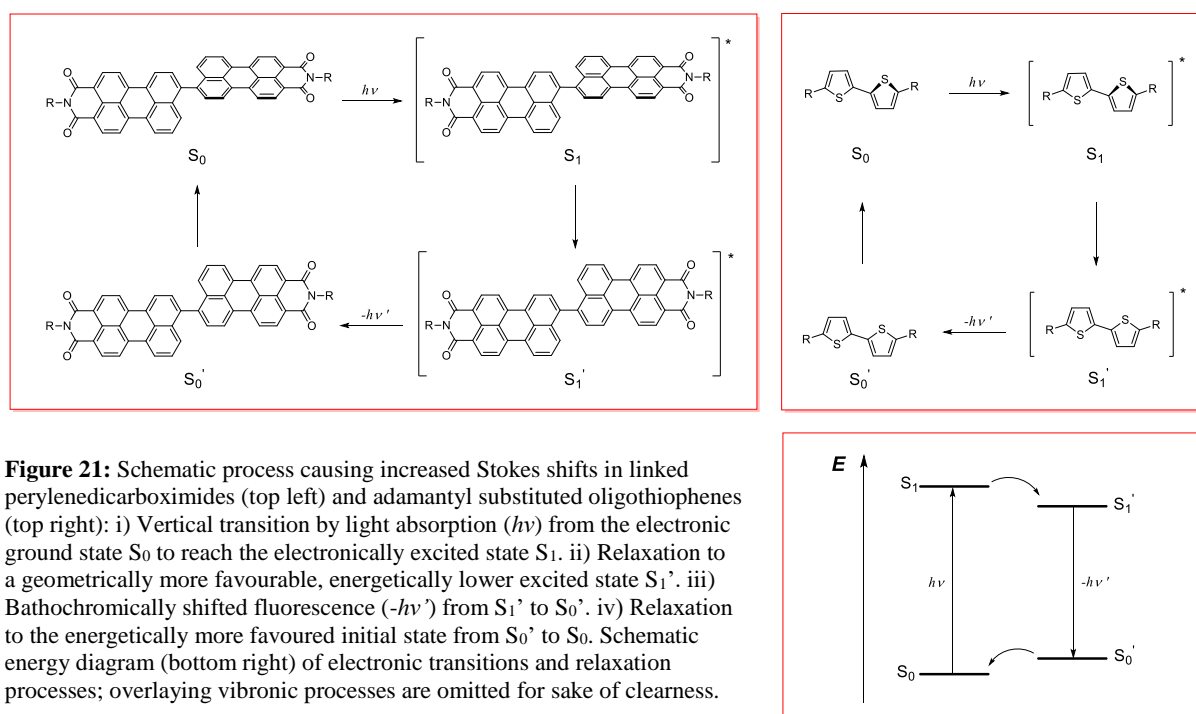 O O
N-R
hν
*
O O
N-R
R-N
O
O
R-N
O
O
S₀
S₁
R S S R
hν
*
R S S R
S₀
S₁
O O
N-R
-hν'
*
O O
N-R
R-N
O
O
R-N
O
O
S₀'
S₁'
R S S R
-hν'
*
R S S R
S₀'
S₁'
Figure 21: Schematic process causing increased Stokes shifts in linked
perylenedicarboximides (top left) and adamantyl substituted oligothiophenes
(top right): i) Vertical transition by light absorption (hν) from the electronic
ground state S₀ to reach the electronically excited state S₁. ii) Relaxation to
a geometrically more favourable, energetically lower excited state S₁’. iii)
Bathochromically shifted fluorescence (-hν’) from S₁’ to S₀’. iv) Relaxation
to the energetically more favoured initial state from S₀’ to S₀. Schematic
energy diagram (bottom right) of electronic transitions and relaxation
processes; overlaying vibronic processes are omitted for sake of clearness.
E
S₁
S₁'
hν
-hν'
S₀
S₀'